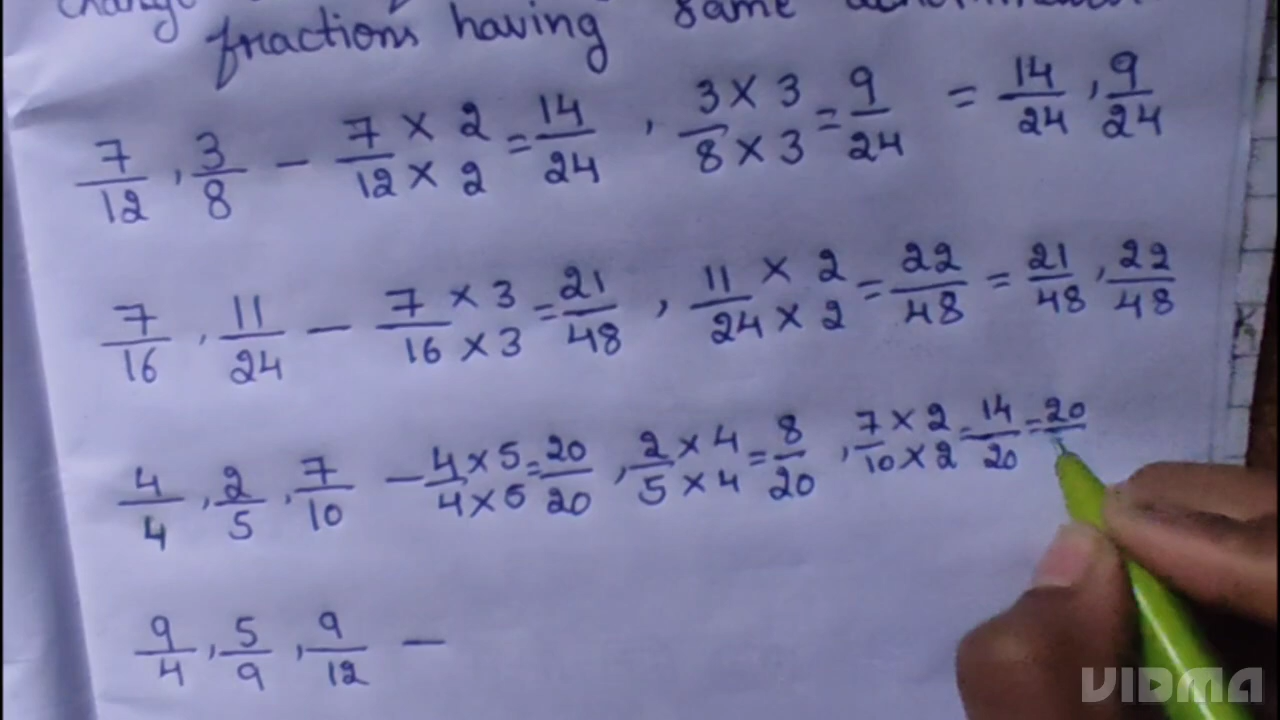 change
fractions having same
7/12 , 3/8 - 7 × 2/12 × 2 = 14/24 , 3 × 3/8 × 3 = 9/24 = 14/24 , 9/24
7/16 , 11/24 - 7 × 3/16 × 3 = 21/48 , 11 × 2/24 × 2 = 22/48 = 21/48 , 22/48
4/4 , 2/5 , 7/10 - 4 × 5/4 × 5 = 20/20 , 2 × 4/5 × 4 = 8/20 , 7 × 2/10 × 2 = 14/20 = 20/
9/4 , 5/9 , 9/12 -
VIDMA